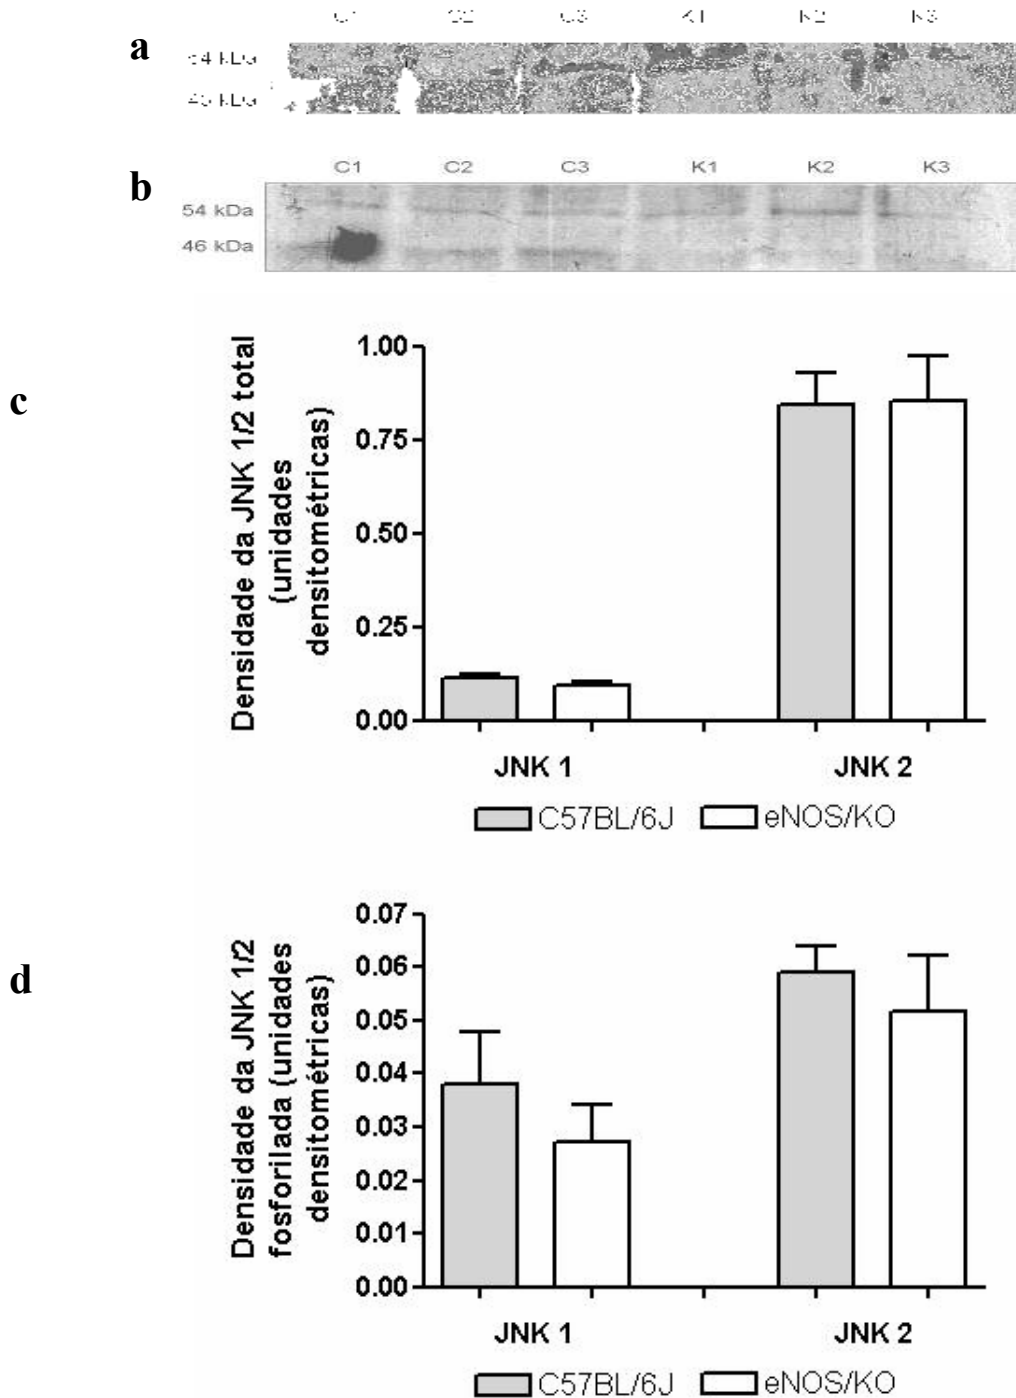 a
b
C1 C2 C3 K1 K2 K3
54 kDa
46 kDa
c
Densidade da JNK 1/2 total
(unidades
densitométricas)
1.00
0.75
0.50
0.25
0.00
JNK 1 JNK 2
C57BL/6J eNOS/KO
d
Densidade da JNK 1/2
fosforilada (unidades
densitométricas)
0.07
0.06
0.05
0.04
0.03
0.02
0.01
0.00
JNK 1 JNK 2
C57BL/6J eNOS/KO